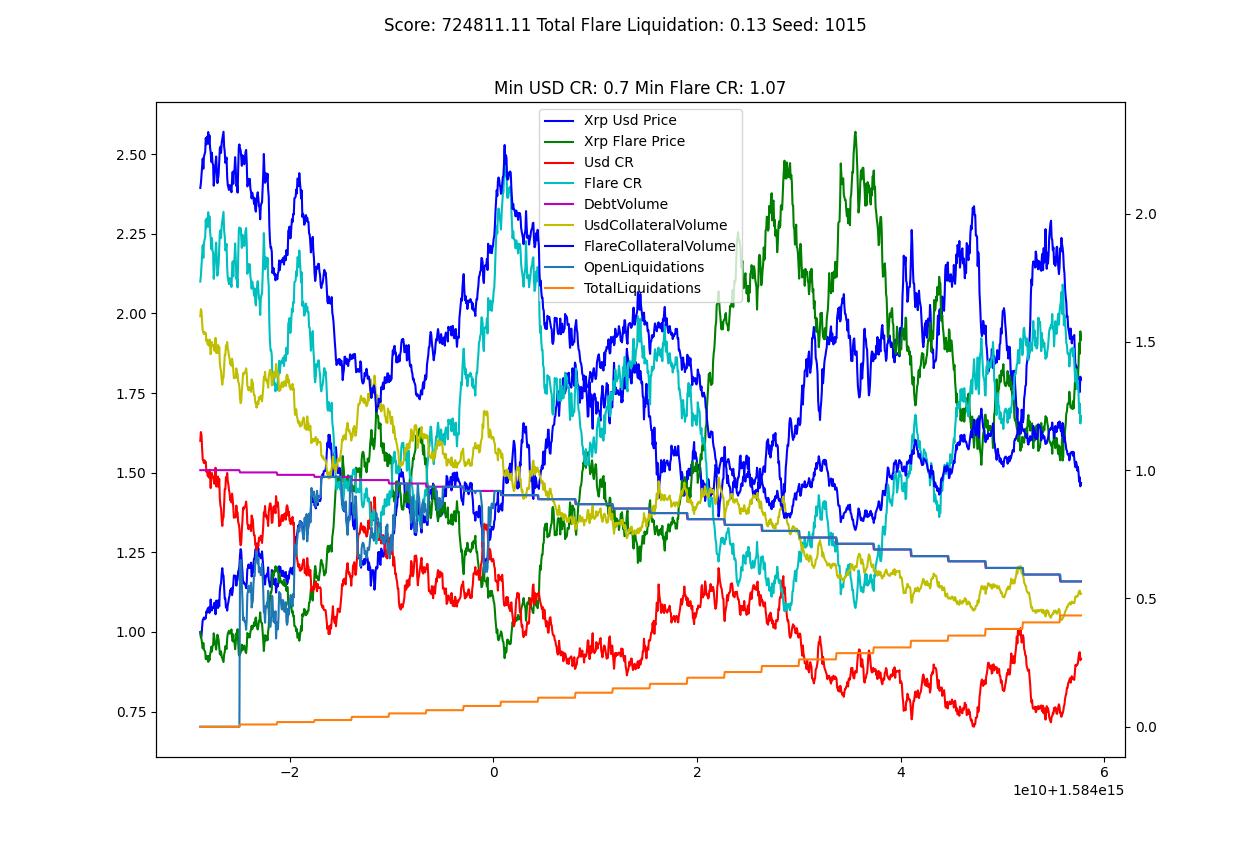 Score: 724811.11 Total Flare Liquidation: 0.13 Seed: 1015
Min USD CR: 0.7 Min Flare CR: 1.07
Xrp Usd Price
Xrp Flare Price
Usd CR
Flare CR
DebtVolume
UsdCollateralVolume
FlareCollateralVolume
OpenLiquidations
TotalLiquidations
2.50
2.25
2.00
1.75
1.50
1.25
1.00
0.75
2.0
1.5
1.0
0.5
0.0
−2 0 2 4 6
1e10+1.584e15